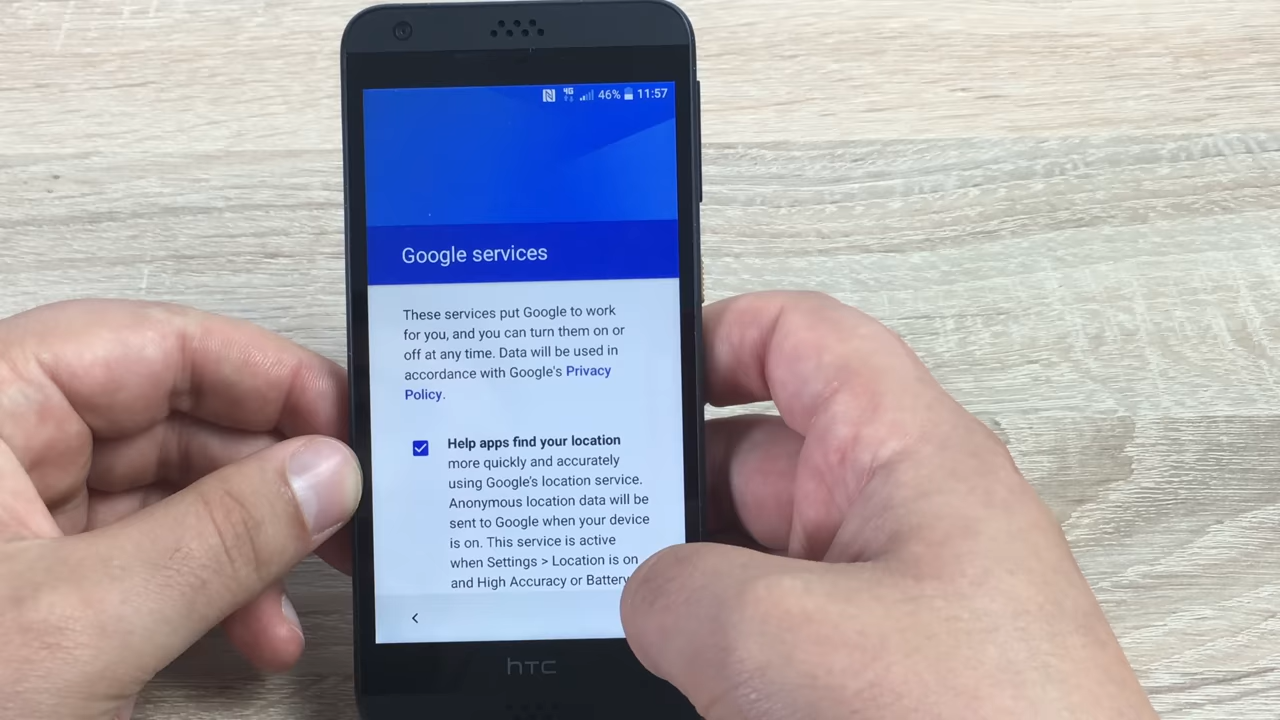 4G 46% 11:57
Google services
These services put Google to work
for you, and you can turn them on or
off at any time. Data will be used in
accordance with Google's Privacy
Policy.
Help apps find your location
more quickly and accurately
using Google's location service.
Anonymous location data will be
sent to Google when your device
is on. This service is active
when Settings > Location is on
and High Accuracy or Battery
hTC